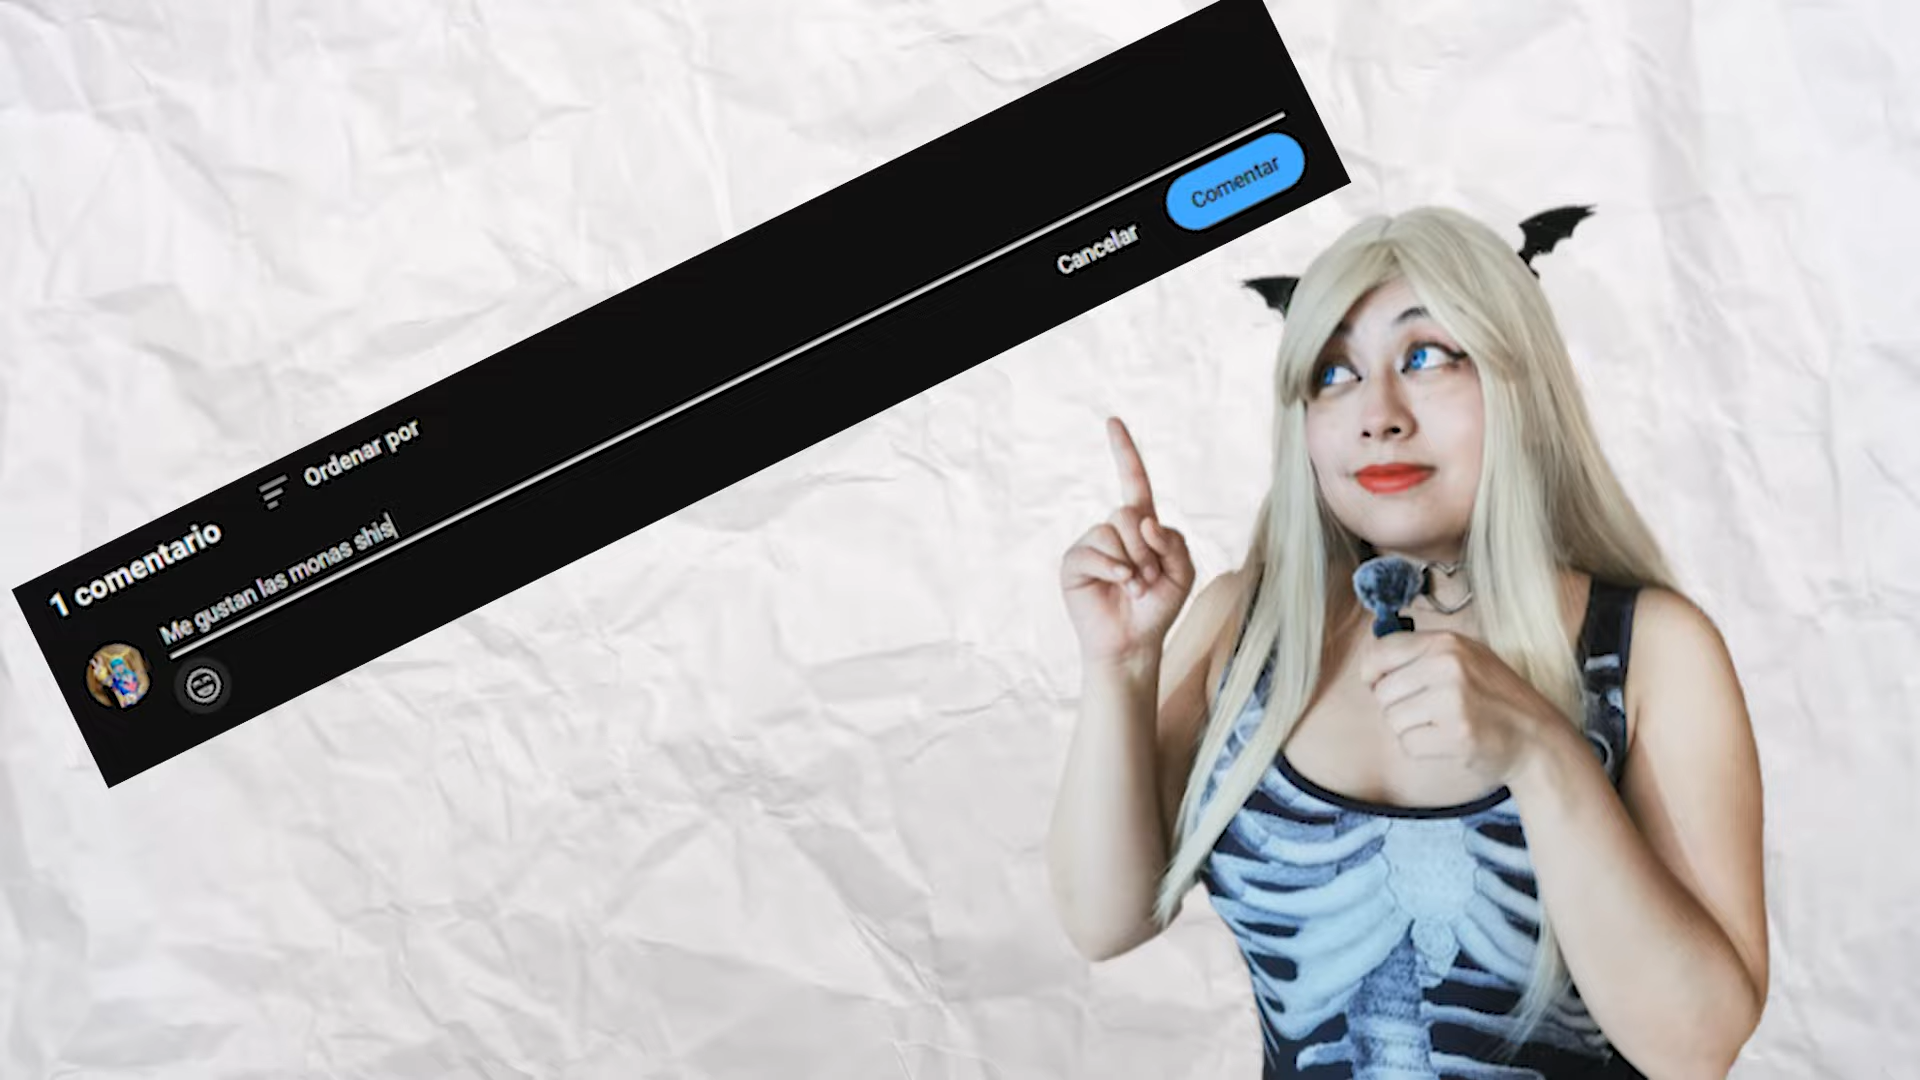 1 comentario
Ordenar por
Me gustan las monas shis
Cancelar
Comentar